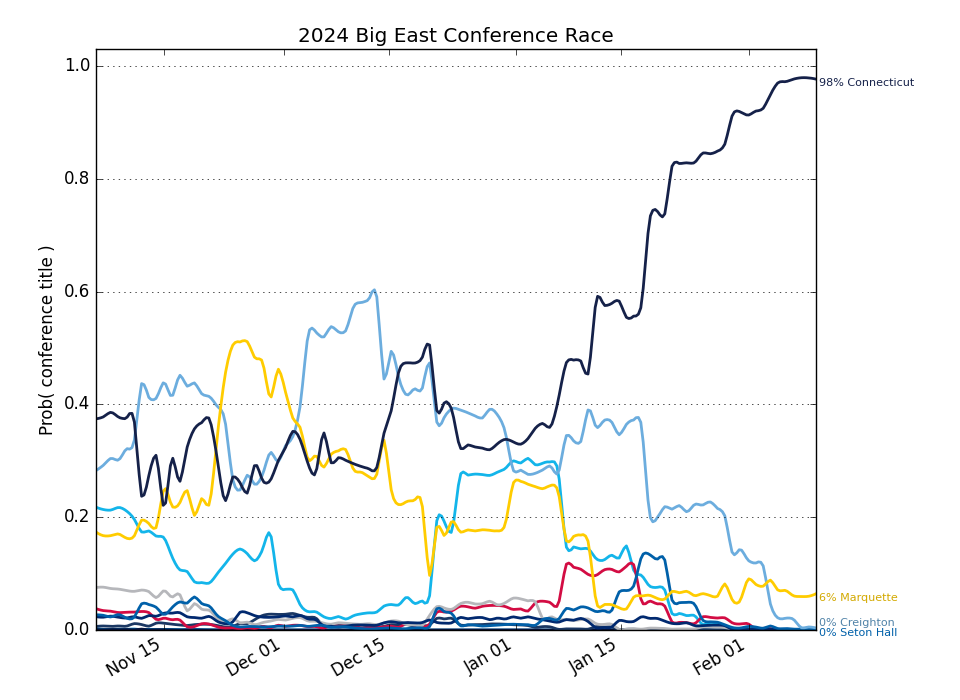 2024 Big East Conference Race
Prob( conference title )
1.0
0.8
0.6
0.4
0.2
0.0
98% Connecticut
6% Marquette
0% Creighton
0% Seton Hall
Nov 15
Dec 01
Dec 15
Jan 01
Jan 15
Feb 01